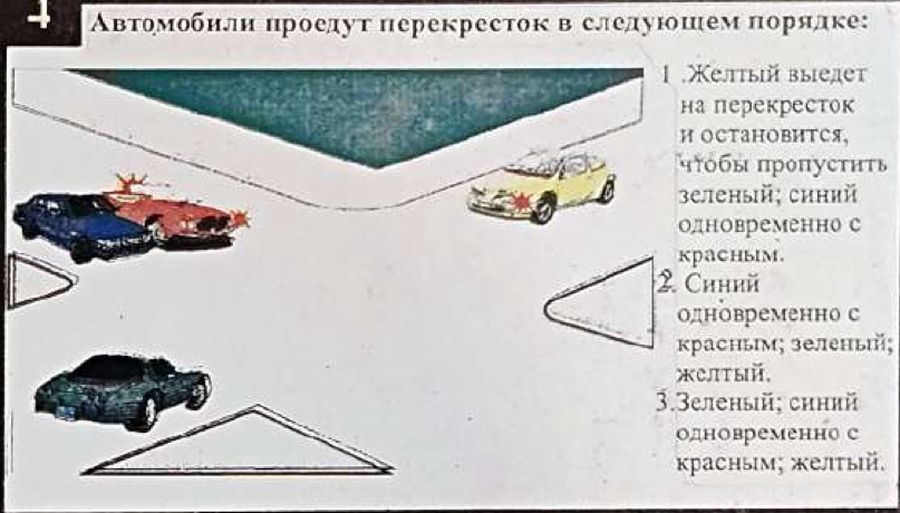 Автомобили проедут перекресток в следующем порядке:
1 .Желтый выедет
на перекресток
и остановится,
чтобы пропустить
зеленый; синий
одновременно с
красным.
2. Синий
одновременно с
красным; зеленый;
желтый.
3.Зеленый; синий
одновременно с
красным; желтый.